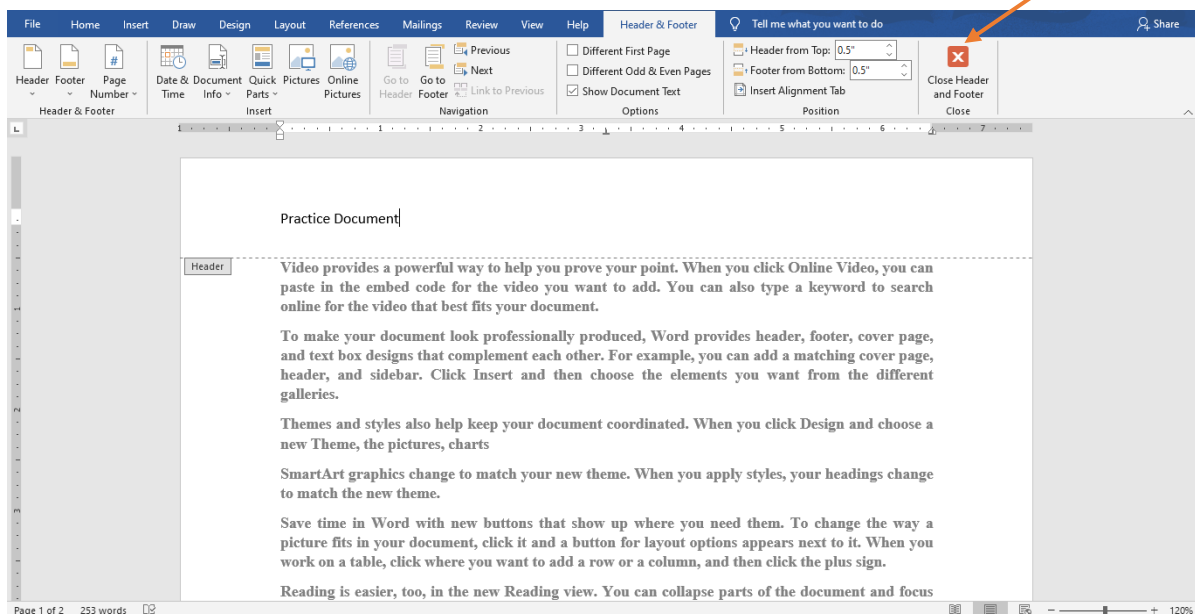 File Home Insert Draw Design Layout References Mailings Review View Help Header & Footer Tell me what you want to do Share
Header Footer Page Number
Date & Time Document Info Quick Parts Pictures Online Pictures
Go to Header Go to Footer Previous
Next
Link to Previous
Different First Page
Different Odd & Even Pages
Show Document Text
Header from Top: 0.5"
Footer from Bottom: 0.5"
Insert Alignment Tab
Close Header and Footer
Header & Footer Insert Navigation Options Position Close
1 1 2 3 4 5 6 7
Practice Document
Header
Video provides a powerful way to help you prove your point. When you click Online Video, you can
paste in the embed code for the video you want to add. You can also type a keyword to search
online for the video that best fits your document.
To make your document look professionally produced, Word provides header, footer, cover page,
and text box designs that complement each other. For example, you can add a matching cover page,
header, and sidebar. Click Insert and then choose the elements you want from the different
galleries.
Themes and styles also help keep your document coordinated. When you click Design and choose a
new Theme, the pictures, charts
SmartArt graphics change to match your new theme. When you apply styles, your headings change
to match the new theme.
Save time in Word with new buttons that show up where you need them. To change the way a
picture fits in your document, click it and a button for layout options appears next to it. When you
work on a table, click where you want to add a row or a column, and then click the plus sign.
Reading is easier, too, in the new Reading view. You can collapse parts of the document and focus
Page 1 of 2 253 words 120%